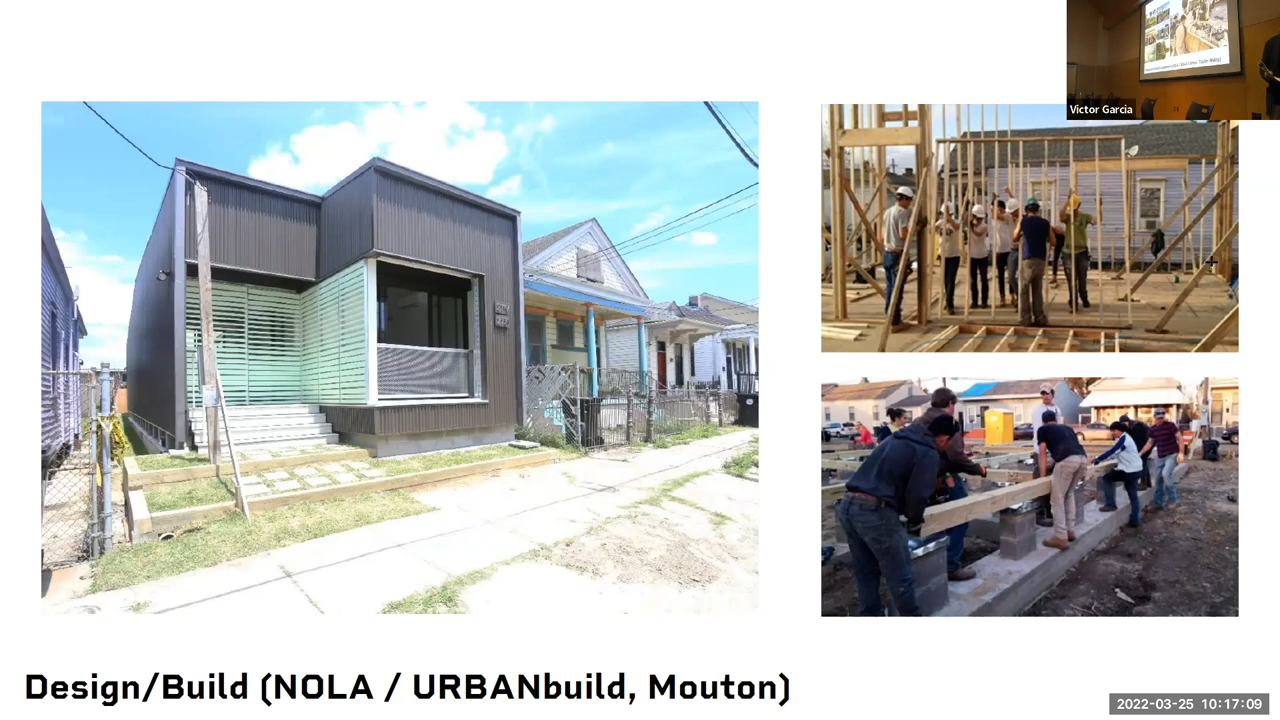 Victor Garcia
Design/Build (NOLA / URBANbuild, Mouton)
2022-03-25 10:17:09